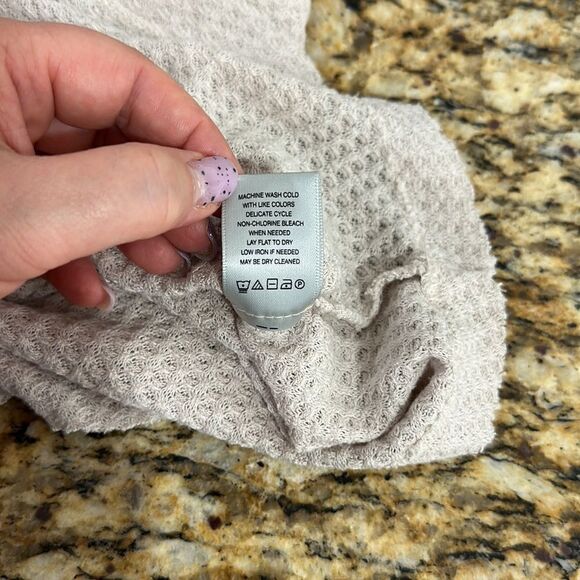 MACHINE WASH COLD
WITH LIKE COLORS
DELICATE CYCLE
NON-CHLORINE BLEACH
WHEN NEEDED
LAY FLAT TO DRY
LOW IRON IF NEEDED
MAY BE DRY CLEANED